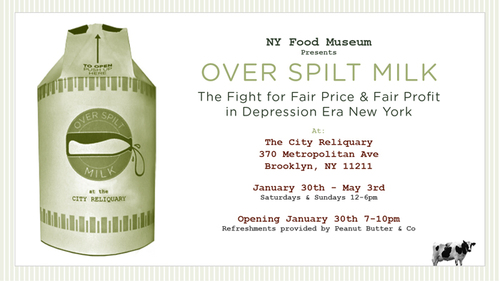 NY Food Museum
Presents
OVER SPILT MILK
The Fight for Fair Price & Fair Profit
in Depression Era New York
At:
The City Reliquary
370 Metropolitan Ave
Brooklyn, NY 11211
January 30th - May 3rd
Saturdays & Sundays 12-6pm
Opening January 30th 7-10pm
Refreshments provided by Peanut Butter & Co
TO OPEN
PUSH UP
HERE
OVER SPILT
MILK
at the
CITY RELIQUARY